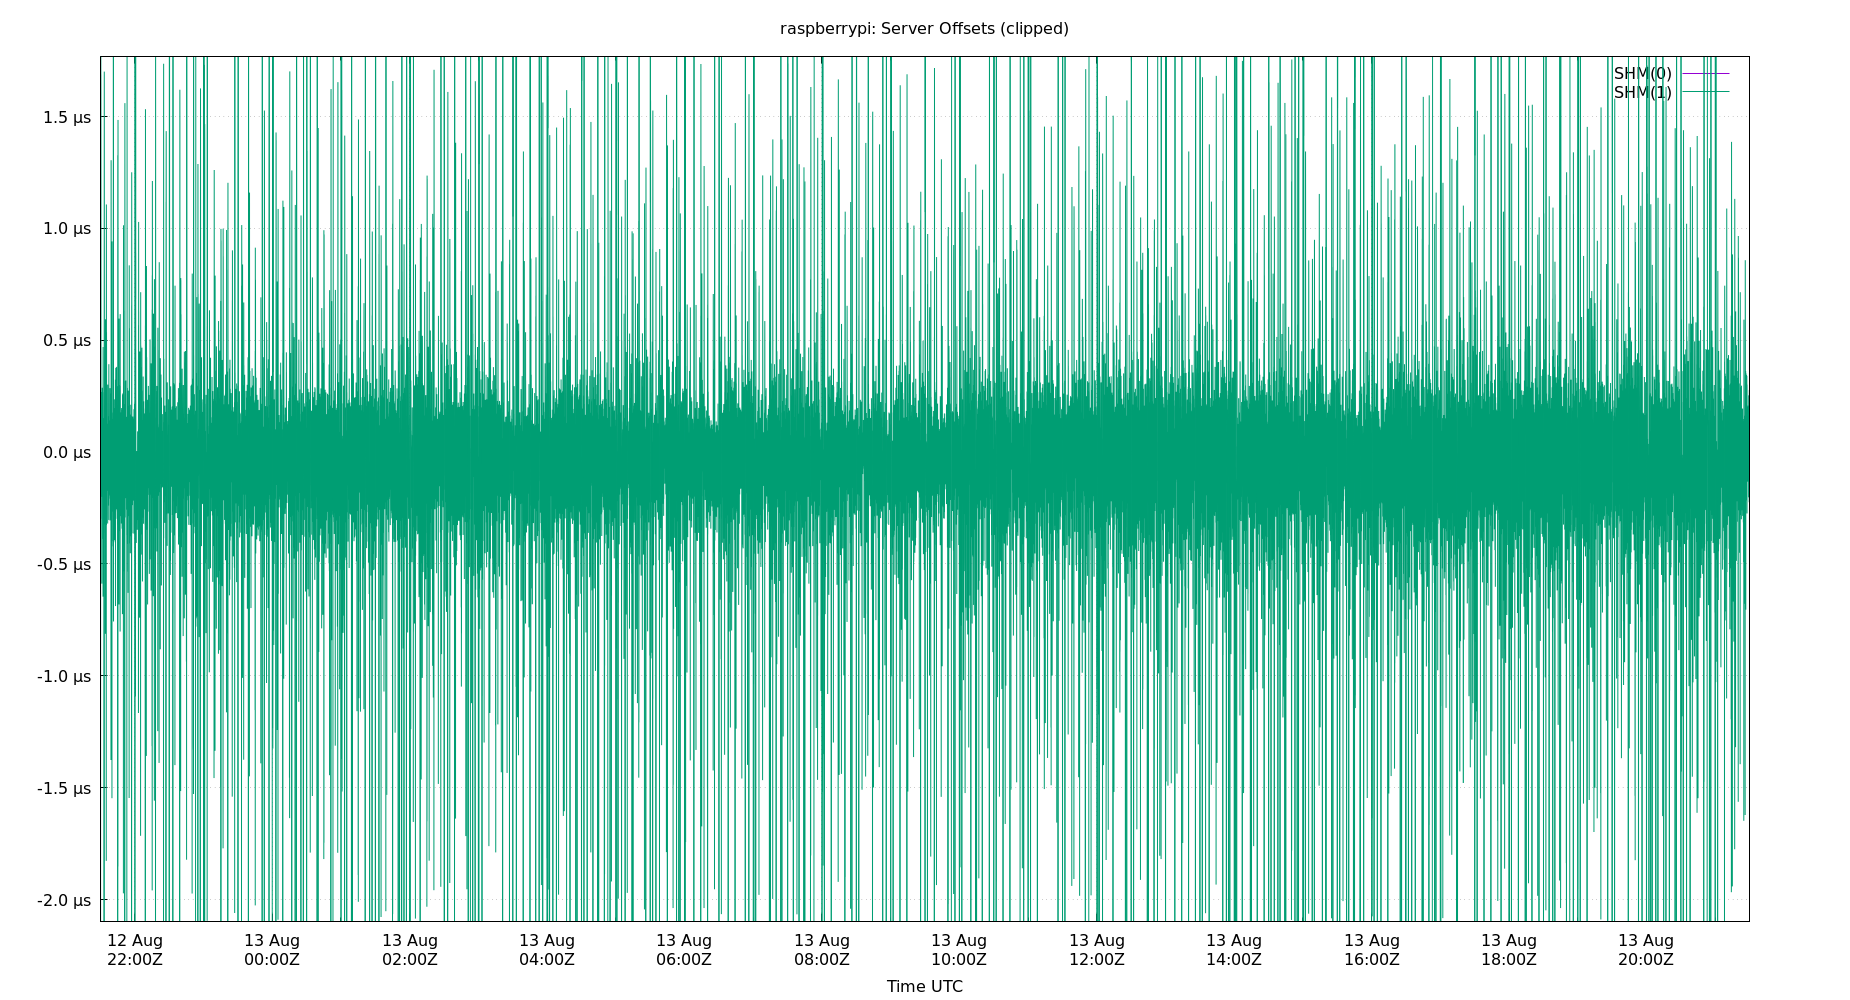 raspberrypi: Server Offsets (clipped)
SHM(0)
SHM(1)
1.5 µs
1.0 µs
0.5 µs
0.0 µs
-0.5 µs
-1.0 µs
-1.5 µs
-2.0 µs
12 Aug 13 Aug 13 Aug 13 Aug 13 Aug 13 Aug 13 Aug 13 Aug 13 Aug 13 Aug 13 Aug 13 Aug
22:00Z 00:00Z 02:00Z 04:00Z 06:00Z 08:00Z 10:00Z 12:00Z 14:00Z 16:00Z 18:00Z 20:00Z
Time UTC